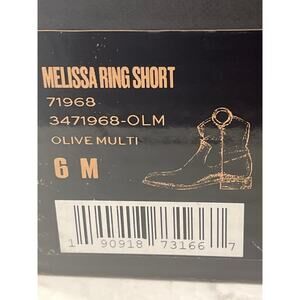 MELISSA RING SHORT
71968
3471968-OLM
OLIVE MULTI
6 M
1 90918 73166 7